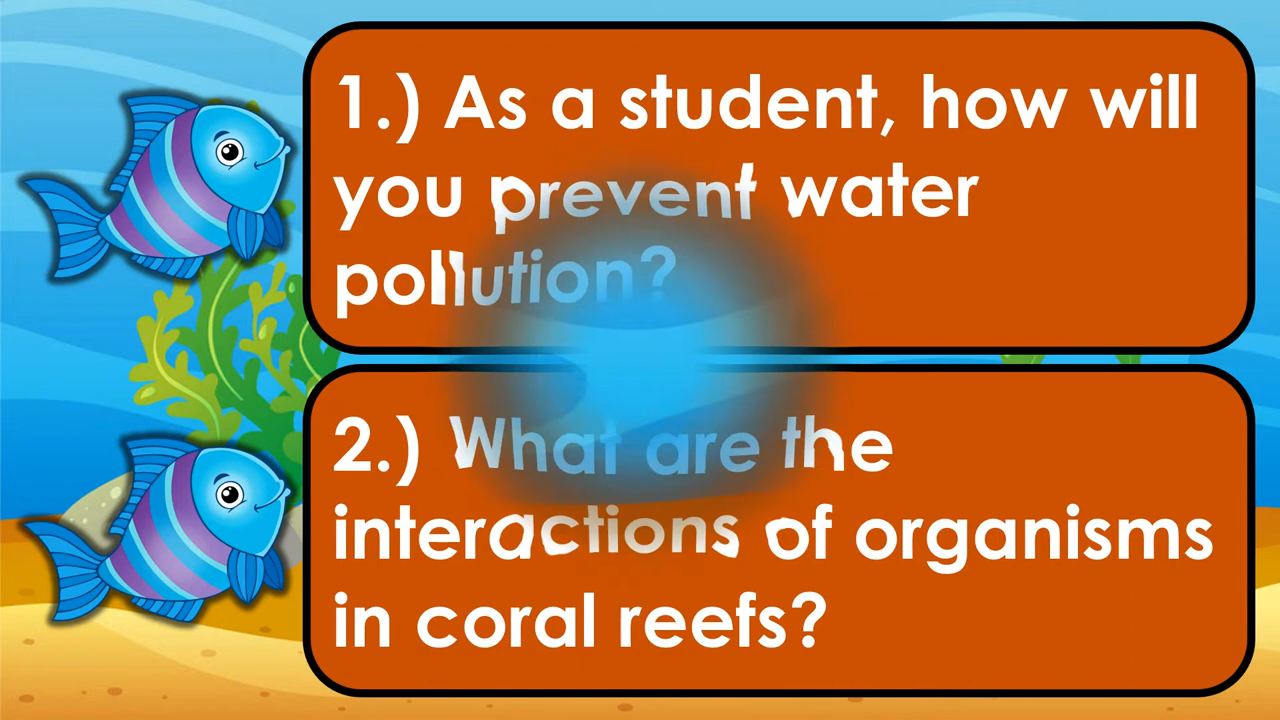 1.) As a student, how will
you prevent water
pollution?
2.) What are the
interactions of organisms
in coral reefs?